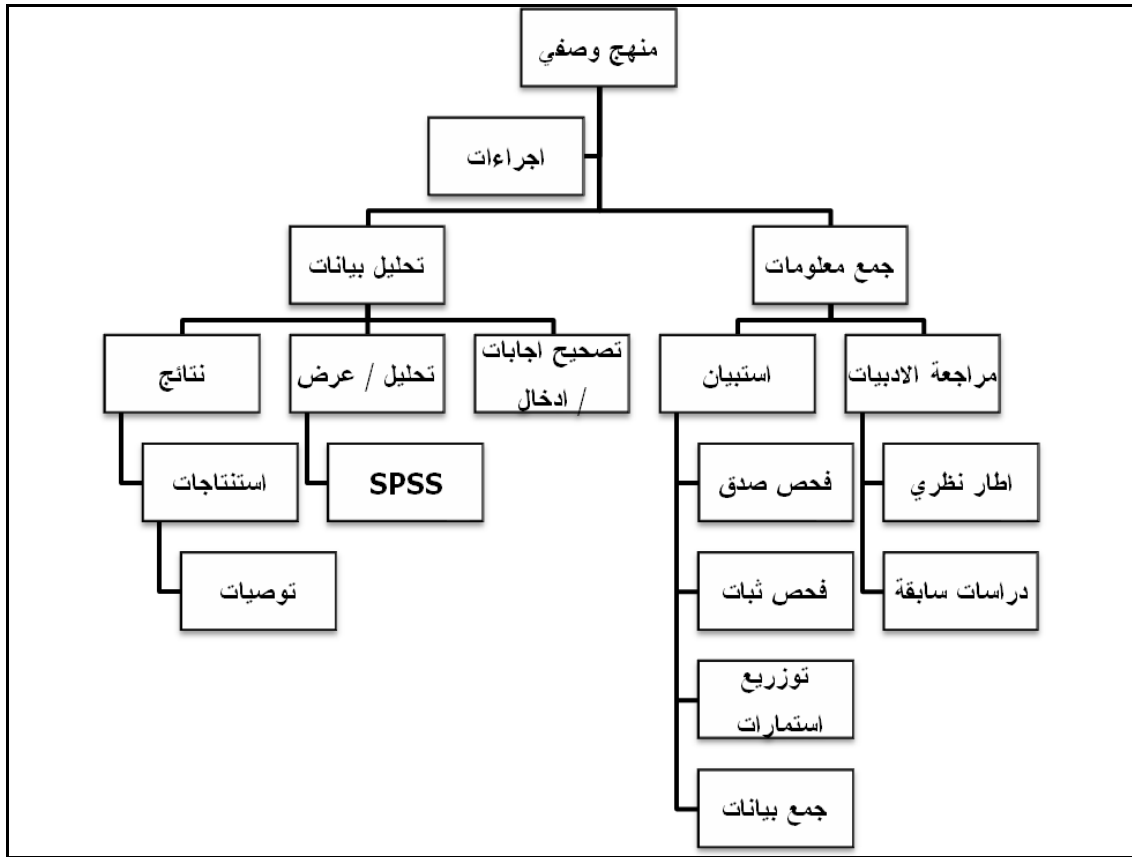 منهج وصفي
اجراءات
جمع معلومات
تحليل بيانات
مراجعة الادبيات
استبيان
تصحيح اجابات
/ ادخال
تحليل / عرض
نتائج
اطار نظري
فحص صدق
SPSS
استنتاجات
دراسات سابقة
فحص ثبات
توصيات
توزريع
استمارات
جمع بيانات